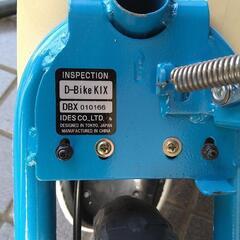 INSPECTION
D-Bike KIX
DBX 010166
IDES CO.,LTD.
DESIGNED IN TOKYO, JAPAN
MANUFACTURED IN CHINA